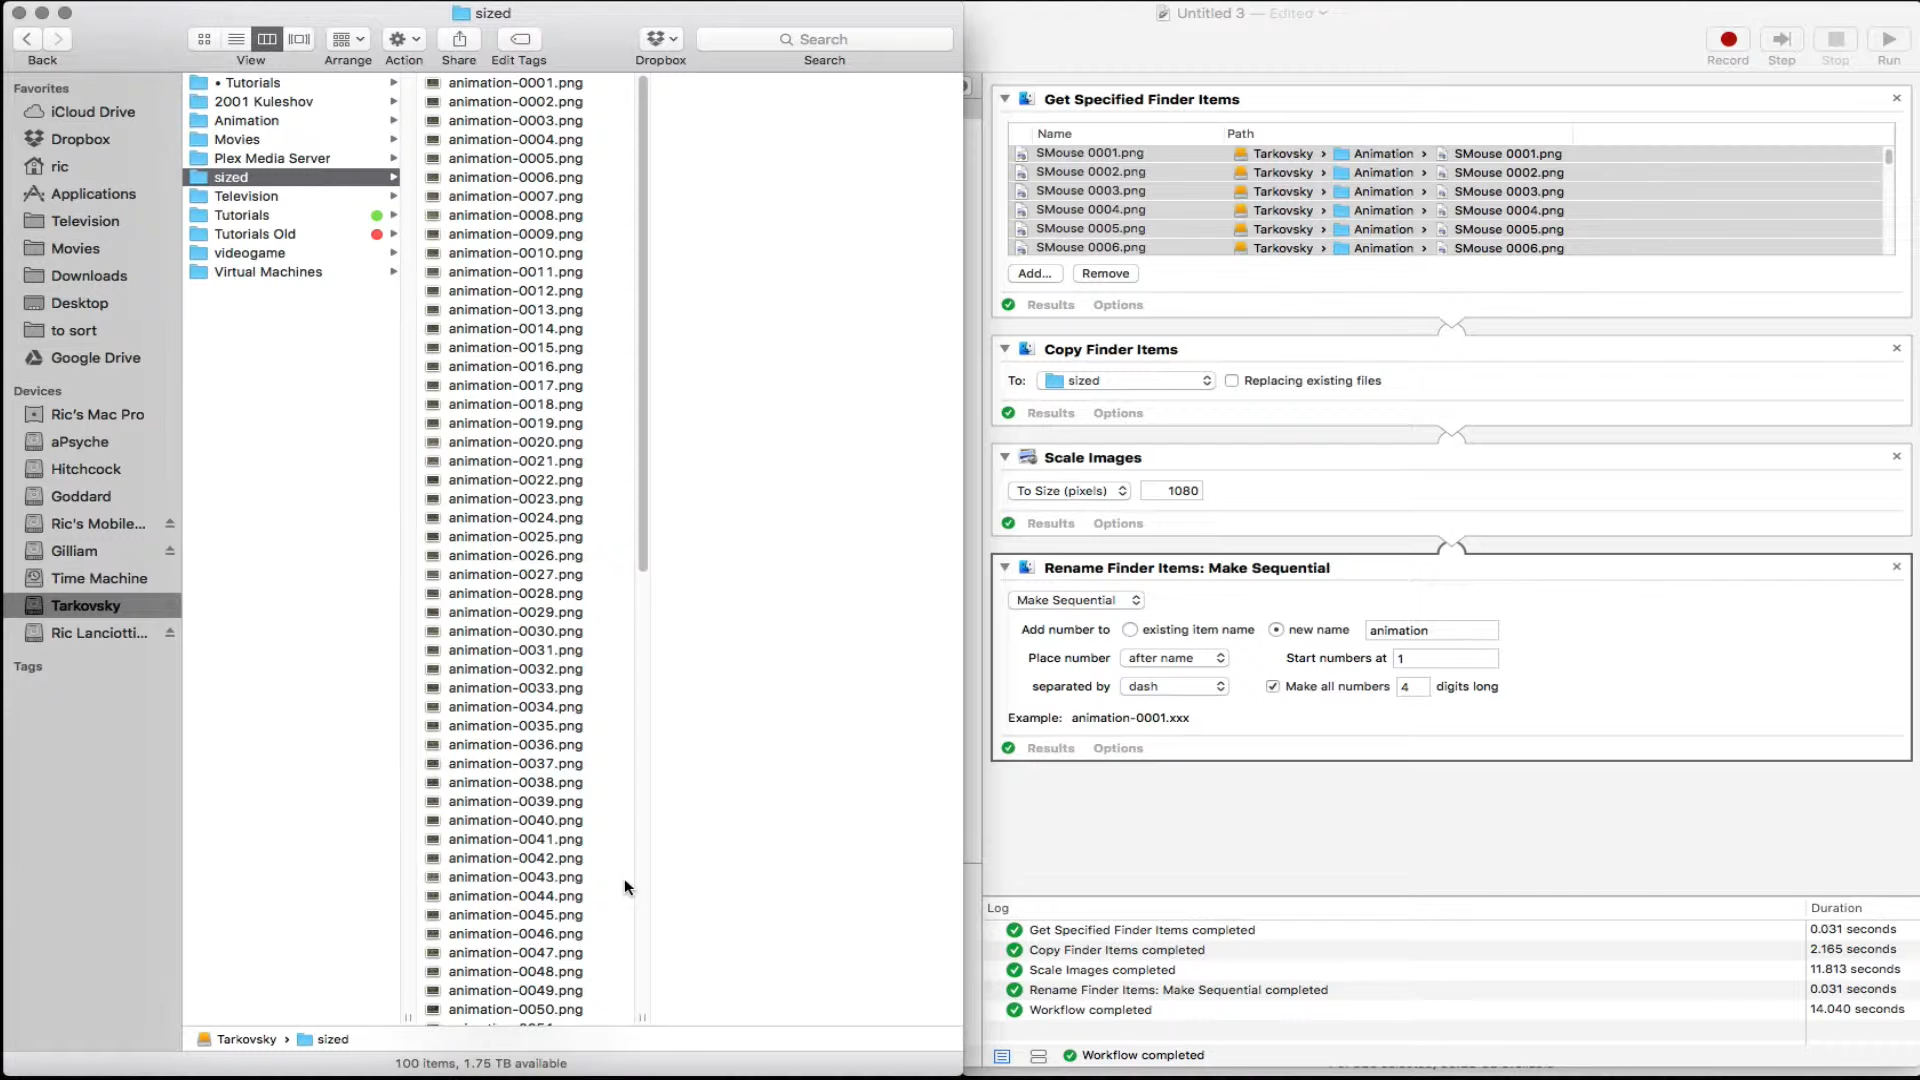 sized
Untitled 3 — Edited
Back
View
Arrange
Action
Share
Edit Tags
Dropbox
Search
Search
Record
Step
Stop
Run
Favorites
iCloud Drive
Dropbox
ric
Applications
Television
Movies
Downloads
Desktop
to sort
Google Drive
Devices
Ric's Mac Pro
aPsyche
Hitchcock
Goddard
Ric's Mobile...
Gilliam
Time Machine
Tarkovsky
Ric Lanciotti...
Tags
• Tutorials
2001 Kuleshov
Animation
Movies
Plex Media Server
sized
Television
Tutorials
Tutorials Old
videogame
Virtual Machines
animation-0001.png
animation-0002.png
animation-0003.png
animation-0004.png
animation-0005.png
animation-0006.png
animation-0007.png
animation-0008.png
animation-0009.png
animation-0010.png
animation-0011.png
animation-0012.png
animation-0013.png
animation-0014.png
animation-0015.png
animation-0016.png
animation-0017.png
animation-0018.png
animation-0019.png
animation-0020.png
animation-0021.png
animation-0022.png
animation-0023.png
animation-0024.png
animation-0025.png
animation-0026.png
animation-0027.png
animation-0028.png
animation-0029.png
animation-0030.png
animation-0031.png
animation-0032.png
animation-0033.png
animation-0034.png
animation-0035.png
animation-0036.png
animation-0037.png
animation-0038.png
animation-0039.png
animation-0040.png
animation-0041.png
animation-0042.png
animation-0043.png
animation-0044.png
animation-0045.png
animation-0046.png
animation-0047.png
animation-0048.png
animation-0049.png
animation-0050.png
Tarkovsky › sized
100 items, 1.75 TB available
Get Specified Finder Items
Name Path
SMouse 0001.png Tarkovsky › Animation › SMouse 0001.png
SMouse 0002.png Tarkovsky › Animation › SMouse 0002.png
SMouse 0003.png Tarkovsky › Animation › SMouse 0003.png
SMouse 0004.png Tarkovsky › Animation › SMouse 0004.png
SMouse 0005.png Tarkovsky › Animation › SMouse 0005.png
SMouse 0006.png Tarkovsky › Animation › SMouse 0006.png
Add... Remove
Results Options
Copy Finder Items
To: sized Replacing existing files
Results Options
Scale Images
To Size (pixels) 1080
Results Options
Rename Finder Items: Make Sequential
Make Sequential
Add number to existing item name new name animation
Place number after name Start numbers at 1
separated by dash Make all numbers 4 digits long
Example: animation-0001.xxx
Results Options
Log Duration
Get Specified Finder Items completed 0.031 seconds
Copy Finder Items completed 2.165 seconds
Scale Images completed 11.813 seconds
Rename Finder Items: Make Sequential completed 0.031 seconds
Workflow completed 14.040 seconds
Workflow completed